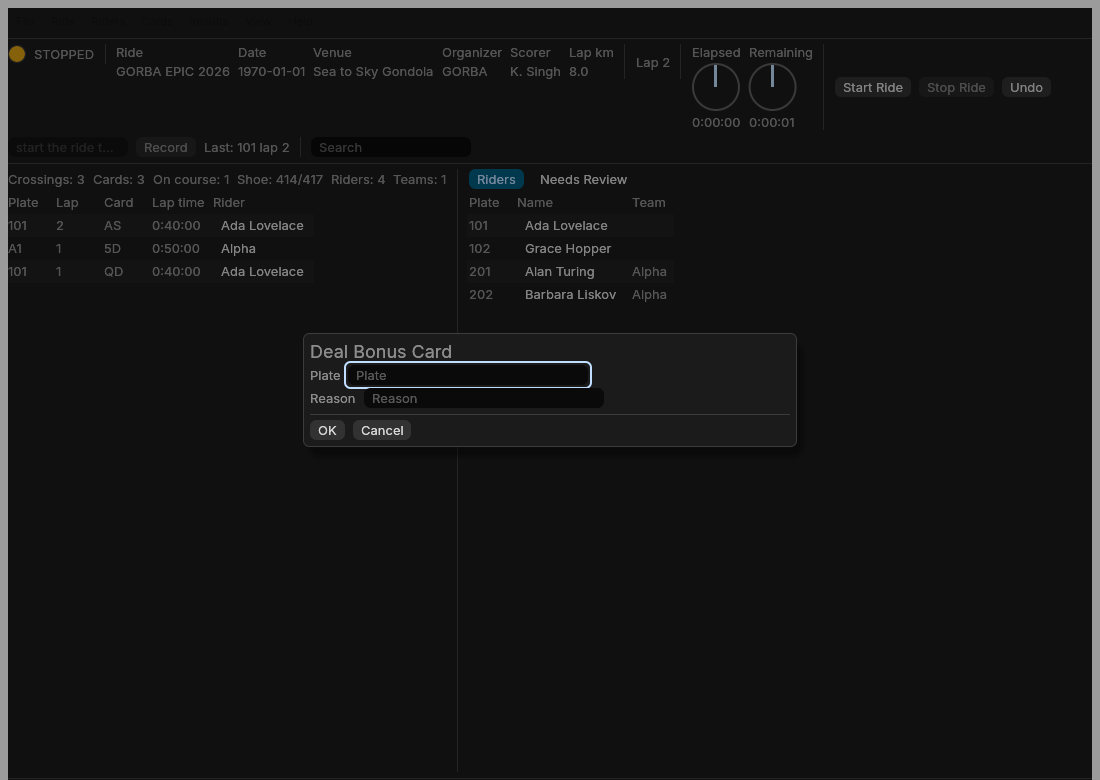 STOPPED
Ride Date Venue Organizer Scorer Lap km
GORBA EPIC 2026 1970-01-01 Sea to Sky Gondola GORBA K. Singh 8.0
Lap 2
Elapsed Remaining
0:00:00 0:00:01
Start Ride Stop Ride Undo
start the ride t... Record Last: 101 lap 2 Search
Crossings: 3 Cards: 3 On course: 1 Shoe: 414/417 Riders: 4 Teams: 1
Plate Lap Card Lap time Rider
101 2 AS 0:40:00 Ada Lovelace
A1 1 5D 0:50:00 Alpha
101 1 QD 0:40:00 Ada Lovelace
Riders Needs Review
Plate Name Team
101 Ada Lovelace
102 Grace Hopper
201 Alan Turing Alpha
202 Barbara Liskov Alpha
Deal Bonus Card
Plate Plate
Reason Reason
OK Cancel